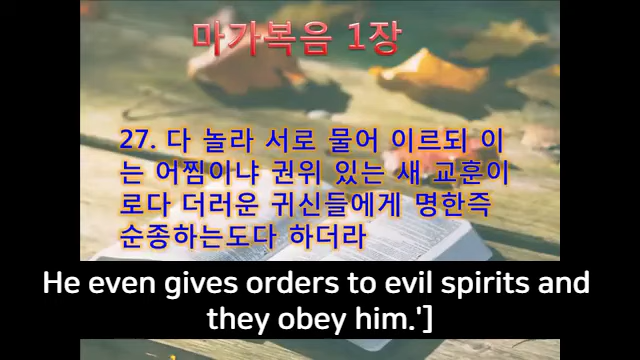 마가복음 1장
27. 다 놀라 서로 물어 이르되 이
는 어찜이냐 권위 있는 새 교훈이
로다 더러운 귀신들에게 명한즉
순종하는도다 하더라
He even gives orders to evil spirits and
they obey him.']